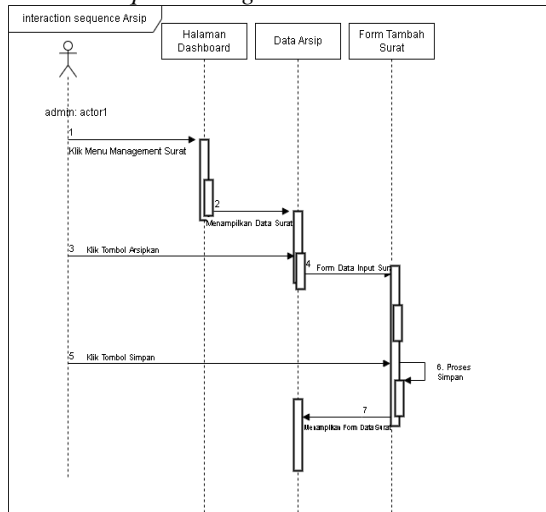 interaction sequence Arsip
Halaman
Dashboard
Data Arsip
Form Tambah
Surat
admin: actor1
1
Klik Menu Management Surat
2
Menampilkan Data Surat
3 Klik Tombol Arsipkan
4 Form Data Input Surat
5 Klik Tombol Simpan
6. Proses
Simpan
7
Menampilkan Form Data Surat